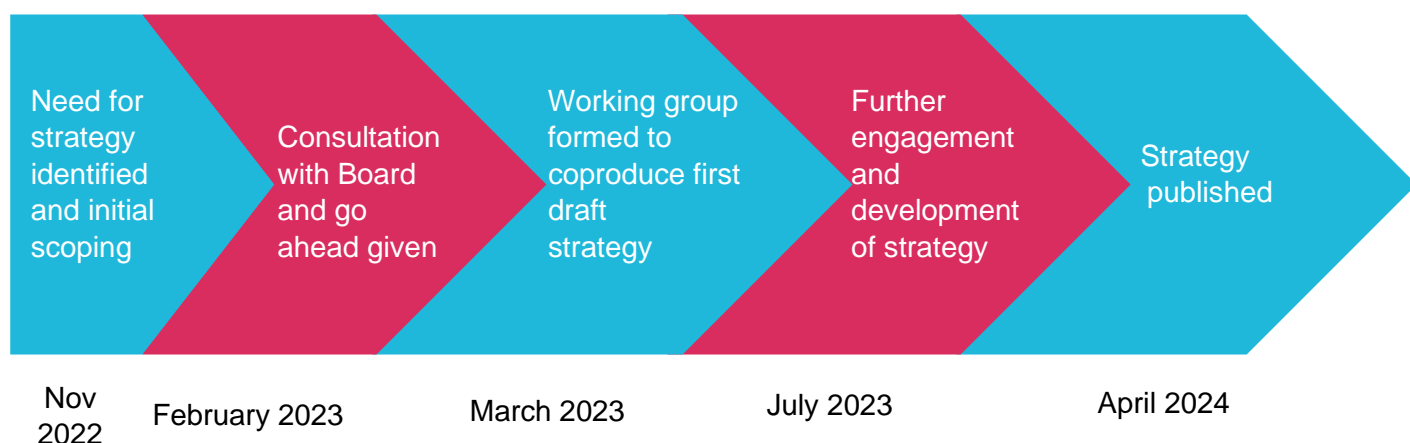 Need for
strategy
identified
and initial
scoping
Consultation
with Board
and go
ahead given
Working group
formed to
coproduce first
draft
strategy
Further
engagement
and
development
of strategy
Strategy
published
Nov
2022
February 2023
March 2023
July 2023
April 2024